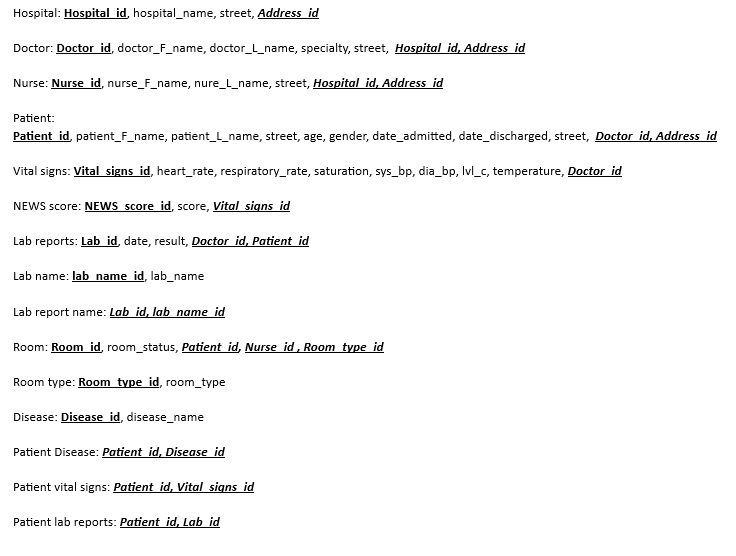 Hospital: Hospital_id, hospital_name, street, Address_id
Doctor: Doctor_id, doctor_F_name, doctor_L_name, specialty, street, Hospital_id, Address_id
Nurse: Nurse_id, nurse_F_name, nure_L_name, street, Hospital_id, Address_id
Patient:
Patient_id, patient_F_name, patient_L_name, street, age, gender, date_admitted, date_discharged, street, Doctor_id, Address_id
Vital signs: Vital_signs_id, heart_rate, respiratory_rate, saturation, sys_bp, dia_bp, lvl_c, temperature, Doctor_id
NEWS score: NEWS_score_id, score, Vital_signs_id
Lab reports: Lab_id, date, result, Doctor_id, Patient_id
Lab name: lab_name_id, lab_name
Lab report name: Lab_id, lab_name_id
Room: Room_id, room_status, Patient_id, Nurse_id , Room_type_id
Room type: Room_type_id, room_type
Disease: Disease_id, disease_name
Patient Disease: Patient_id, Disease_id
Patient vital signs: Patient_id, Vital_signs_id
Patient lab reports: Patient_id, Lab_id